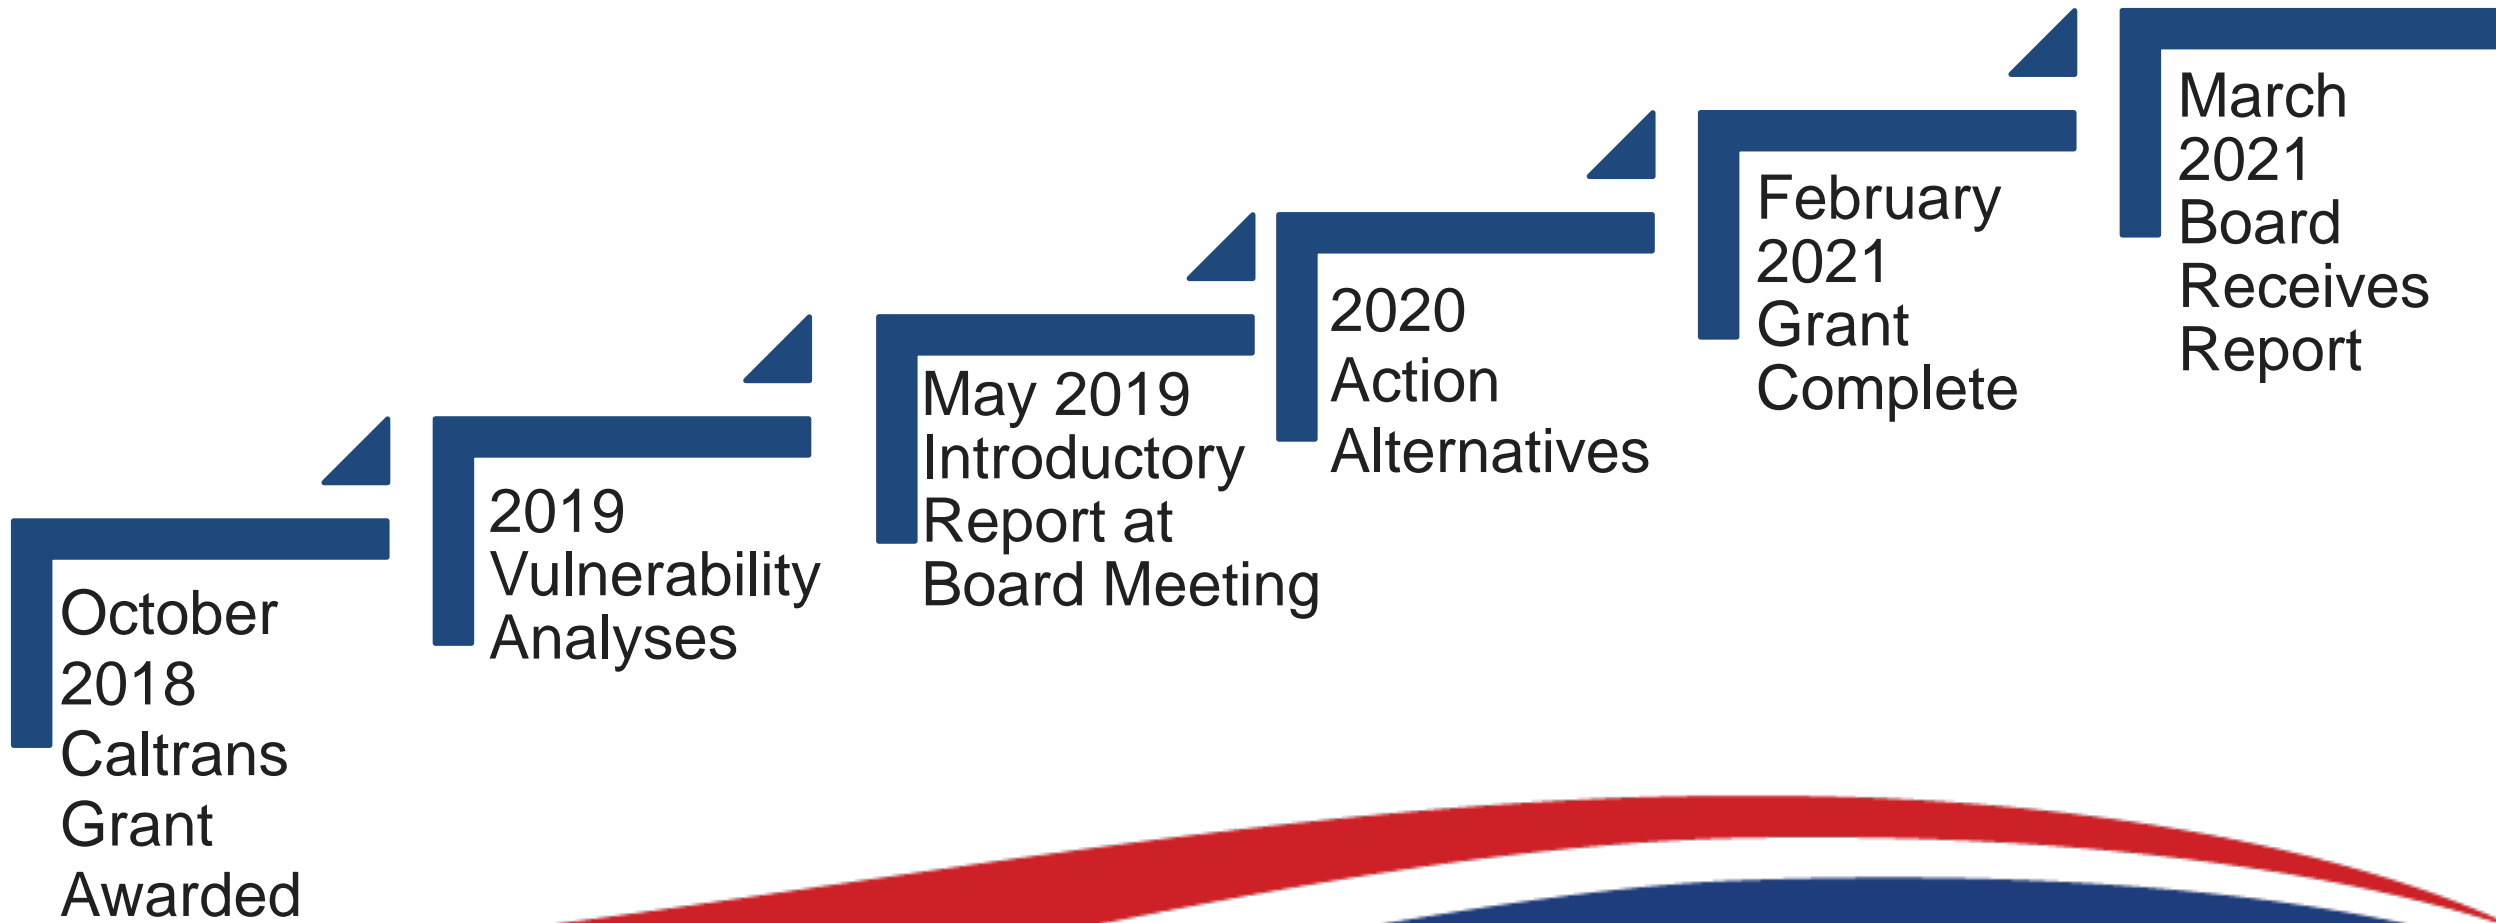 October
2018
Caltrans
Grant
Awarded
2019
Vulnerability
Analyses
May 2019
Introductory
Report at
Board Meeting
2020
Action
Alternatives
February
2021
Grant
Complete
March
2021
Board
Receives
Report